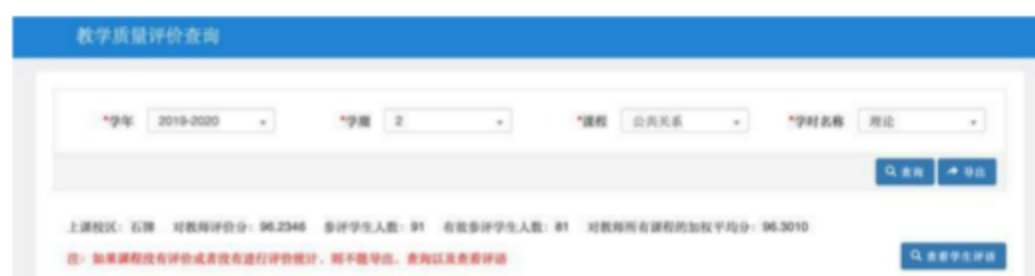 教学质量评价查询
*学年 2019-2020 *学期 2 *课程 公共关系 *学时名称 理论
查询 导出
上课校区：石牌 对教师评价分：96.2346 参评学生人数：91 有效参评学生人数：81 对教师所有课程的加权平均分：96.3010
注：如果课程没有评价或者没有进行评价统计，则不能导出、查询以及查看评语
查看学生评语